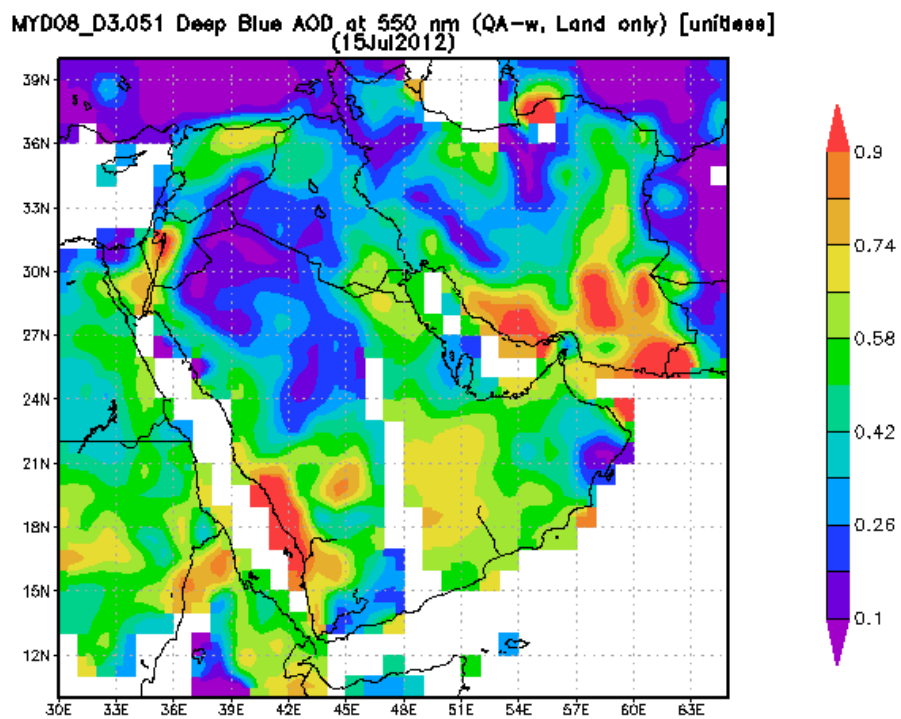 MYD08_D3.051 Deep Blue AOD at 550 nm (QA-w, Land only) [unitless]
(15Jul2012)
39N
36N
33N
30N
27N
24N
21N
18N
15N
12N
30E 33E 36E 39E 42E 45E 48E 51E 54E 57E 60E 63E
0.9
0.74
0.58
0.42
0.26
0.1